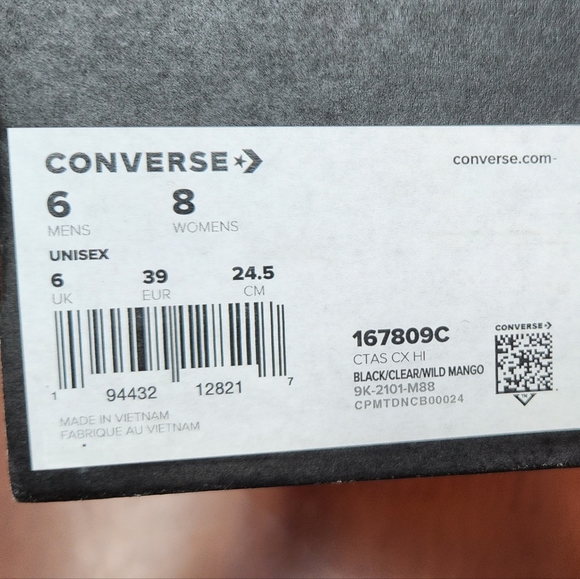 CONVERSE
converse.com
6 8
MENS WOMENS
UNISEX
6 39 24.5
UK EUR CM
1 94432 12821 7
MADE IN VIETNAM
FABRIQUE AU VIETNAM
167809C
CTAS CX HI
BLACK/CLEAR/WILD MANGO
9K-2101-M88
CPMTDNCB00024
CONVERSE
TM